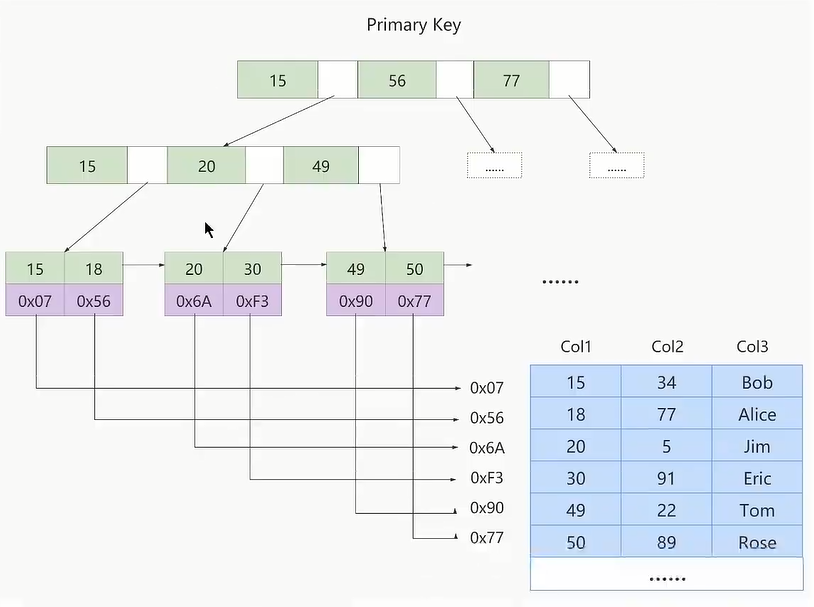 Primary Key
15 56 77
15 20 49
...... ......
15 18 20 30 49 50
0x07 0x56 0x6A 0xF3 0x90 0x77
......
Col1 Col2 Col3
0x07 15 34 Bob
0x56 18 77 Alice
0x6A 20 5 Jim
0xF3 30 91 Eric
0x90 49 22 Tom
0x77 50 89 Rose
......